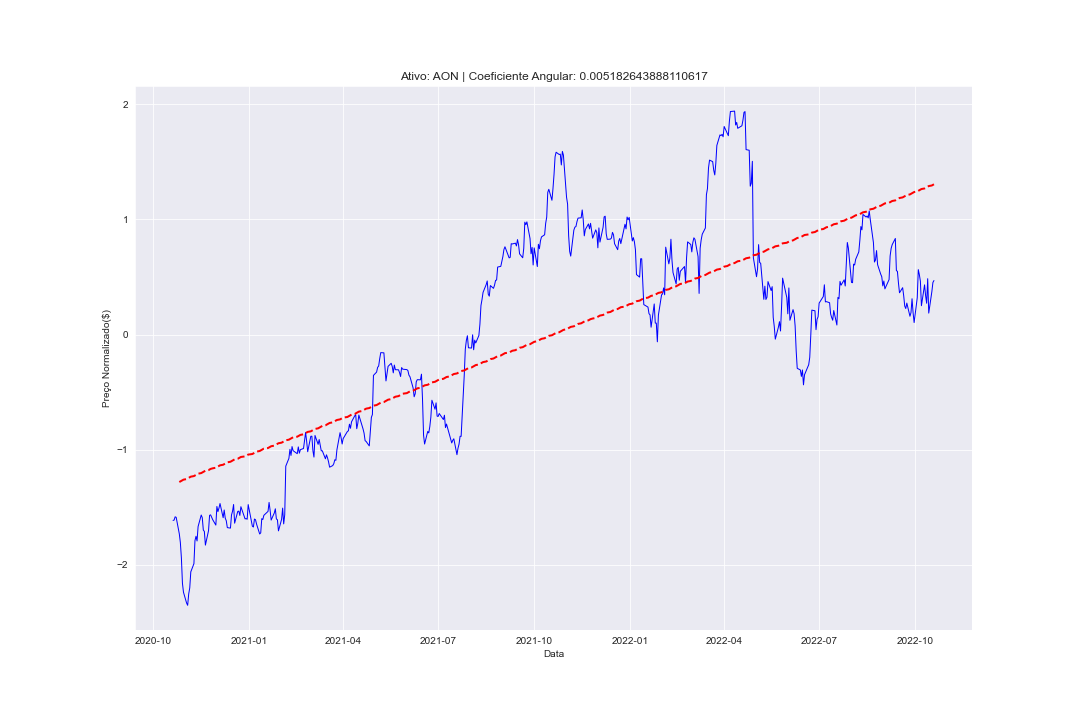 Ativo: AON | Coeficiente Angular: 0.005182643888110617
Preço Normalizado($)
2
1
0
−1
−2
2020-10 2021-01 2021-04 2021-07 2021-10 2022-01 2022-04 2022-07 2022-10
Data